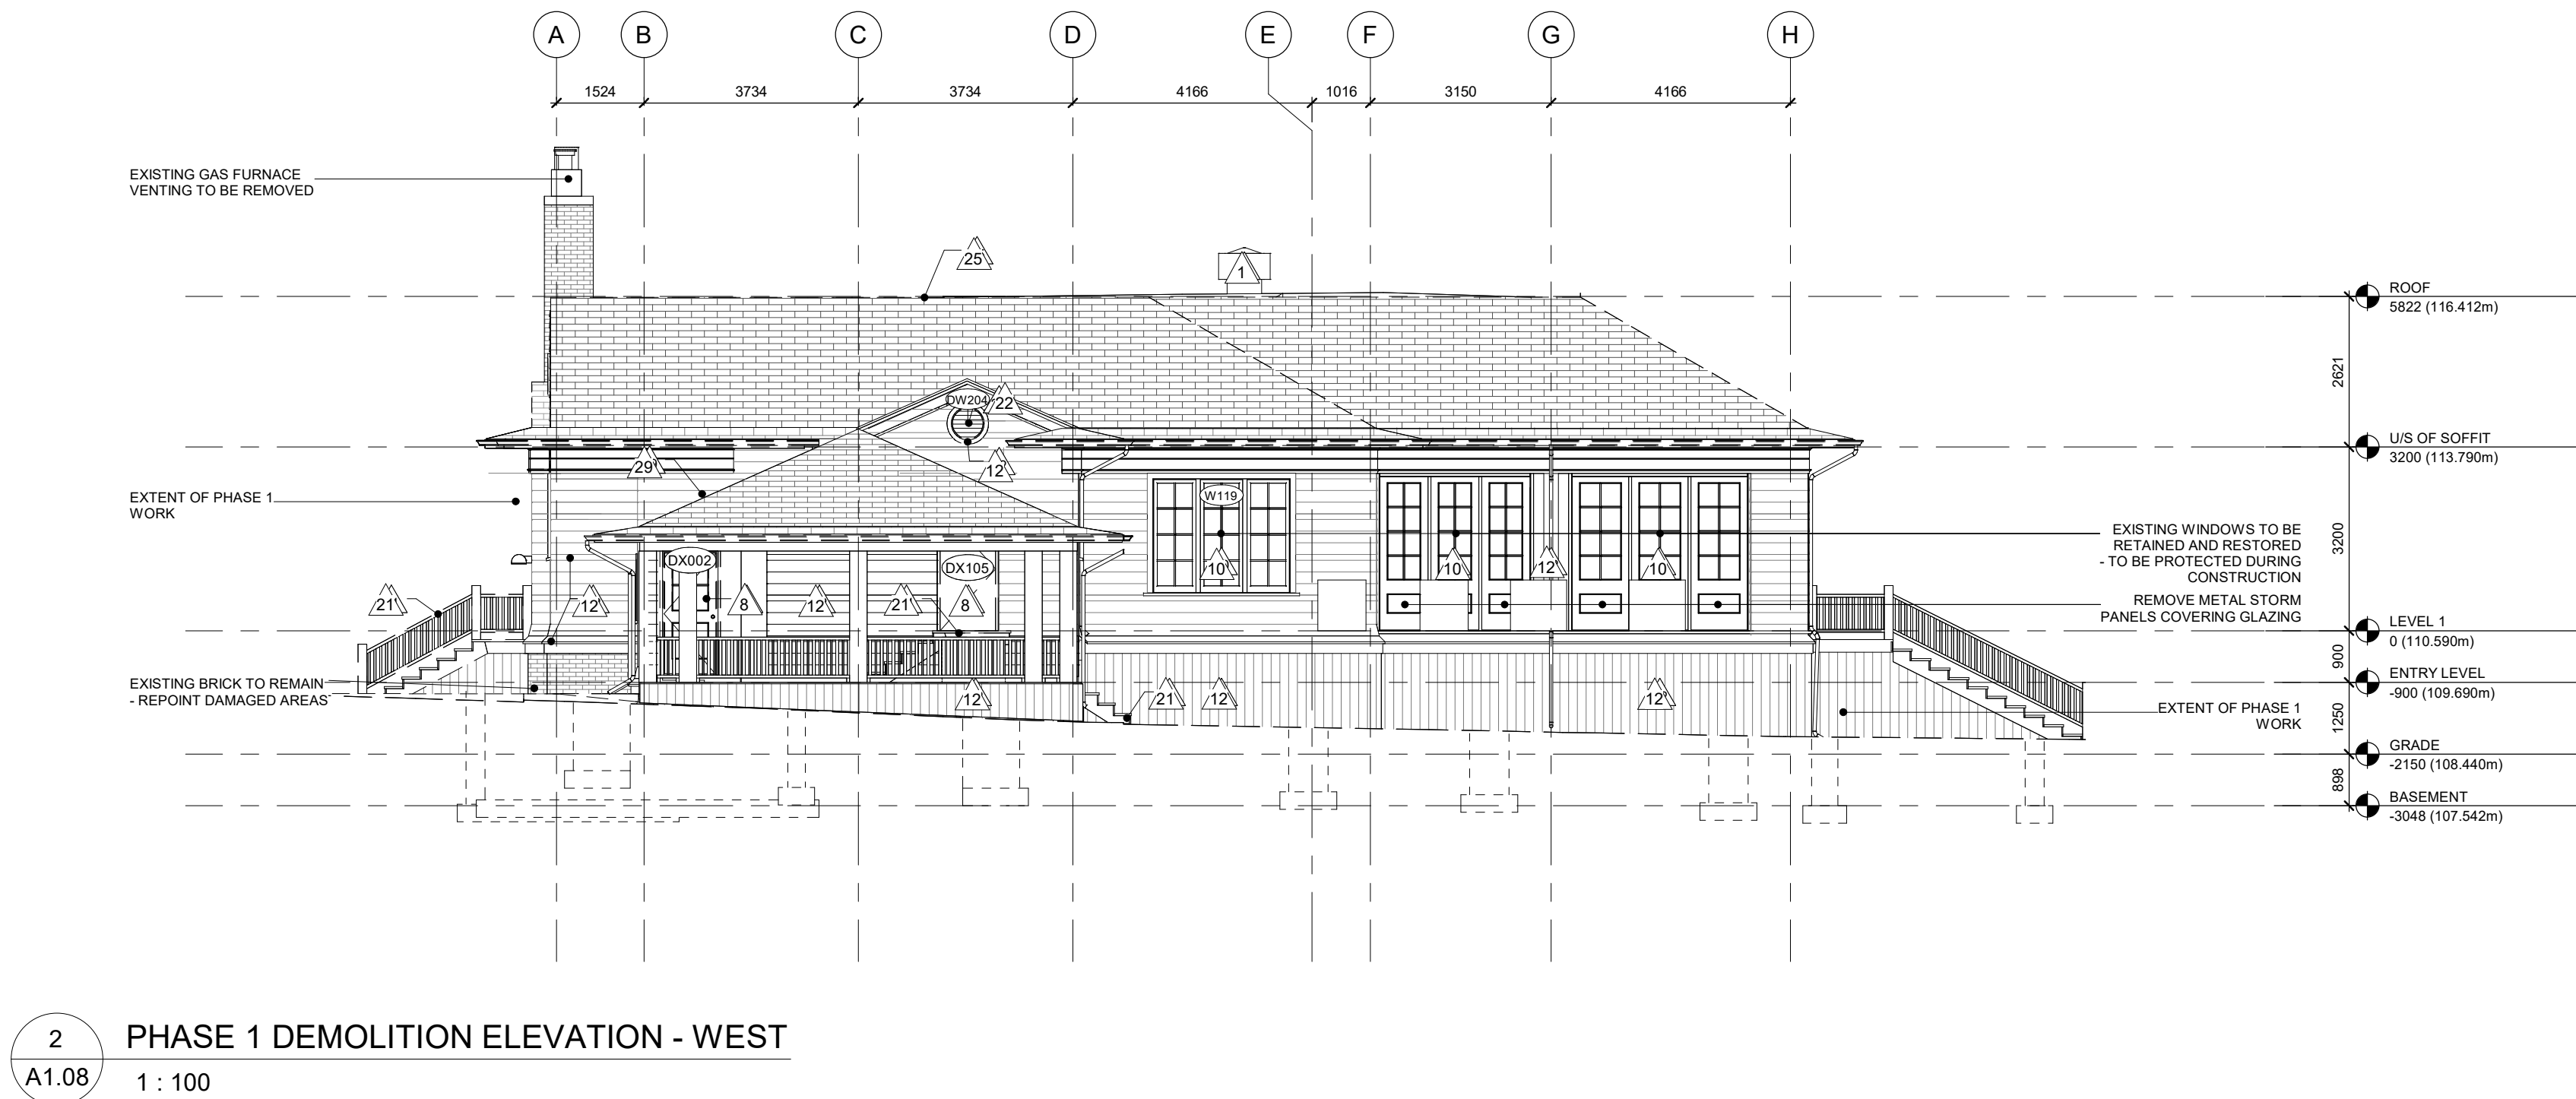 A B C D E F G H
1524 3734 3734 4166 1016 3150 4166
EXISTING GAS FURNACE
VENTING TO BE REMOVED
25
1
ROOF
5822 (116.412m)
2621
DW204 22
U/S OF SOFFIT
3200 (113.790m)
29 12
EXTENT OF PHASE 1
WORK
W119
EXISTING WINDOWS TO BE
RETAINED AND RESTORED
- TO BE PROTECTED DURING
CONSTRUCTION
3200
DX002 DX105 10 10 12 10
21 12 8 12 21 8
REMOVE METAL STORM
PANELS COVERING GLAZING
LEVEL 1
0 (110.590m)
900
EXISTING BRICK TO REMAIN
- REPOINT DAMAGED AREAS
ENTRY LEVEL
-900 (109.690m)
12 21 12 12
EXTENT OF PHASE 1
WORK
1250
GRADE
-2150 (108.440m)
898
BASEMENT
-3048 (107.542m)
2 PHASE 1 DEMOLITION ELEVATION - WEST
A1.08 1 : 100